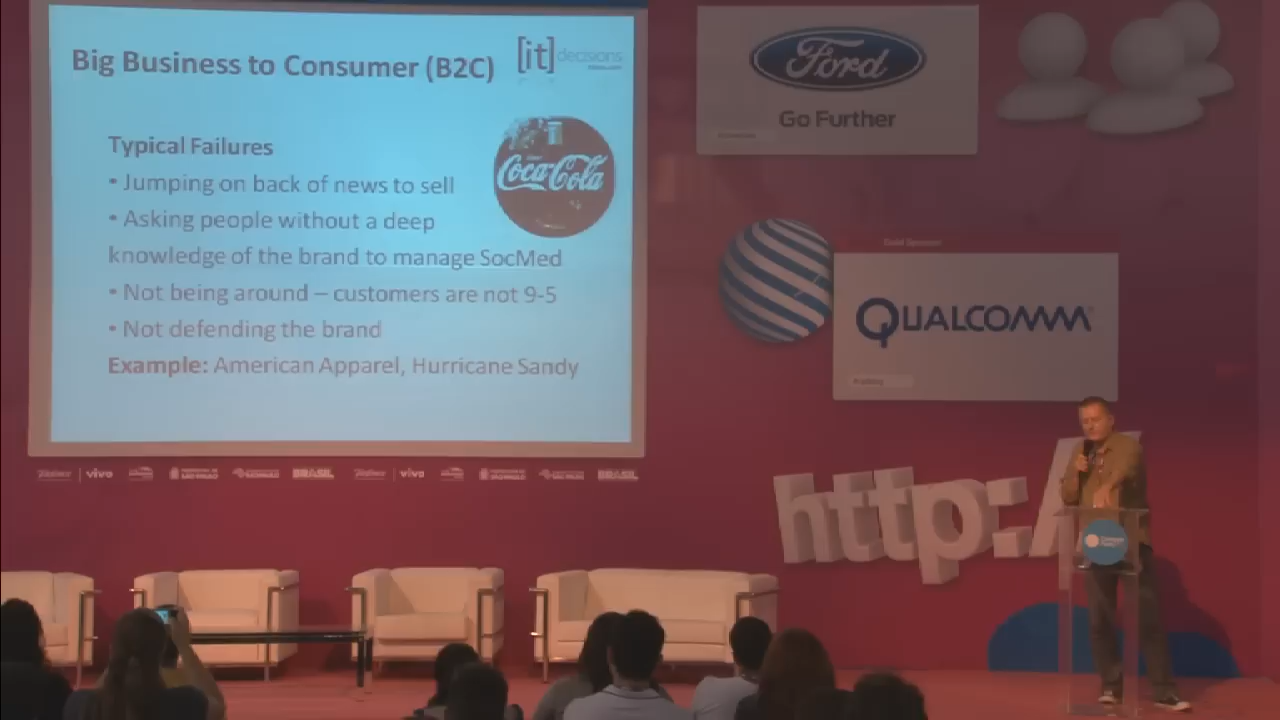 Big Business to Consumer (B2C)
[it] decisions
Typical Failures
• Jumping on back of news to sell
• Asking people without a deep
knowledge of the brand to manage SocMed
• Not being around – customers are not 9-5
• Not defending the brand
Example: American Apparel, Hurricane Sandy
Coca-Cola
Ford
Go Further
QUALCOMM
vivo
BRASIL
vivo
BRASIL
http:/